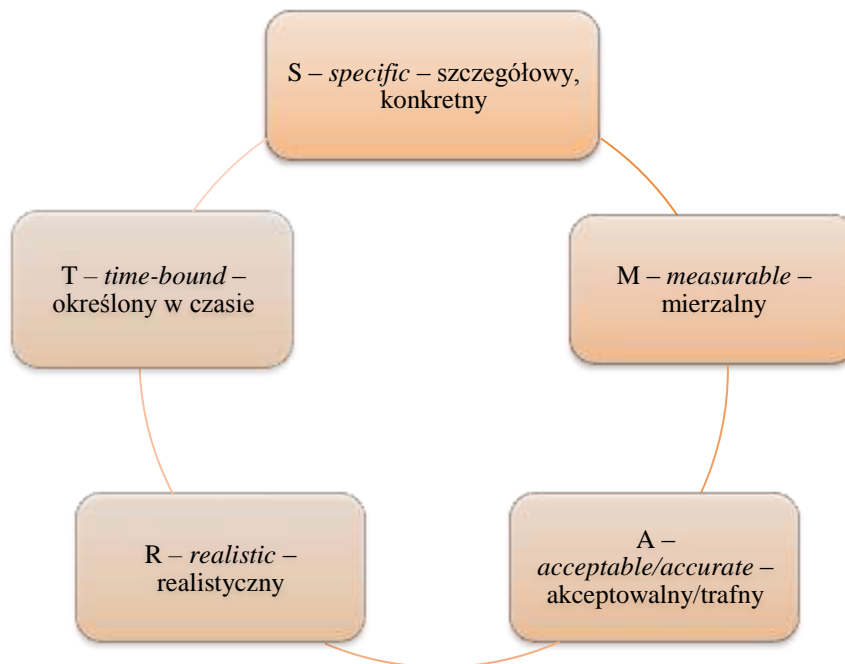 S – specific – szczegółowy,
konkretny
M – measurable –
mierzalny
A –
acceptable/accurate –
akceptowalny/trafny
R – realistic –
realistyczny
T – time-bound –
określony w czasie